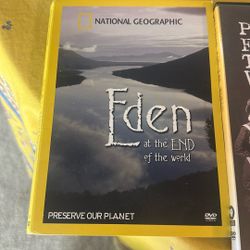 NATIONAL GEOGRAPHIC
Eden
at the END
of the world
PRESERVE OUR PLANET
DVD